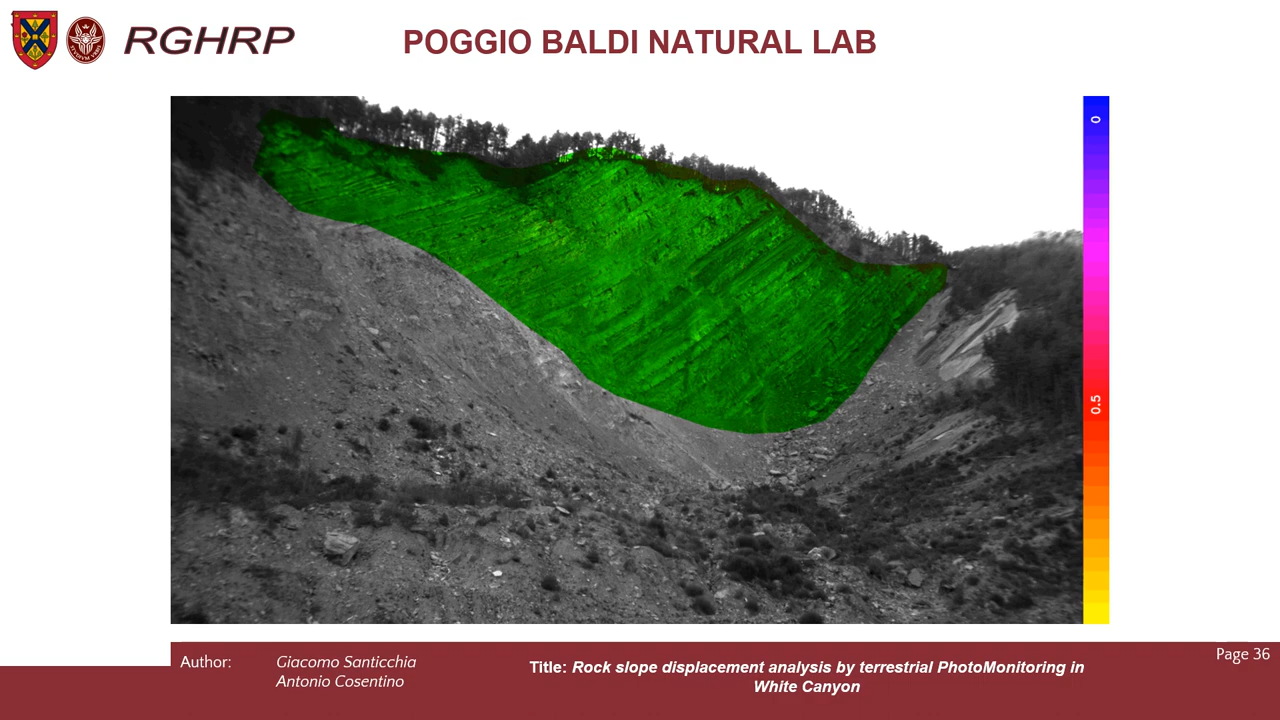 RGHRP
POGGIO BALDI NATURAL LAB
0
0.5
Author:
Giacomo Santicchia
Antonio Cosentino
Title: Rock slope displacement analysis by terrestrial PhotoMonitoring in
White Canyon
Page 36